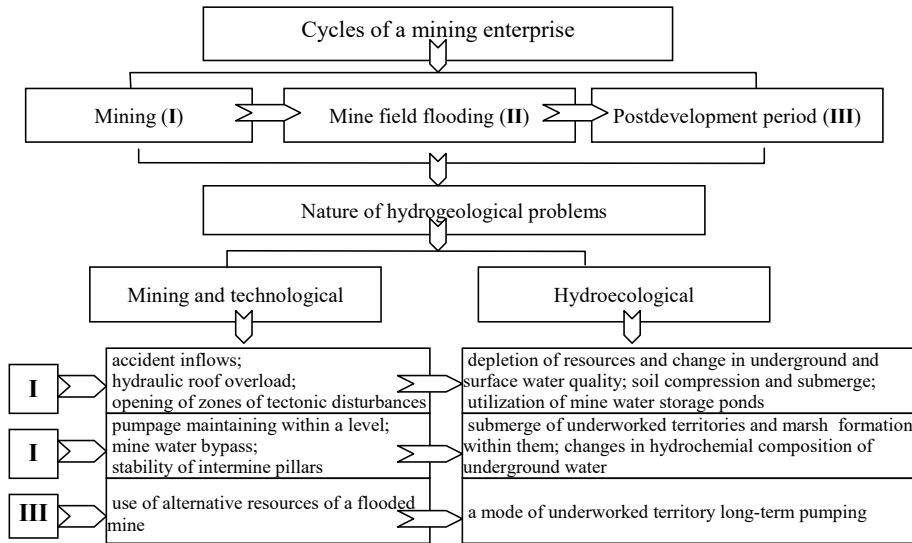 Cycles of a mining enterprise
Mining (I)
Mine field flooding (II)
Postdevelopment period (III)
Nature of hydrogeological problems
Mining and technological
Hydroecological
I
accident inflows;
hydraulic roof overload;
opening of zones of tectonic disturbances
depletion of resources and change in underground and
surface water quality; soil compression and submerge;
utilization of mine water storage ponds
I
pumpage maintaining within a level;
mine water bypass;
stability of intermine pillars
submerge of underworked territories and marsh formation
within them; changes in hydrochemial composition of
underground water
III
use of alternative resources of a flooded
mine
a mode of underworked territory long-term pumping